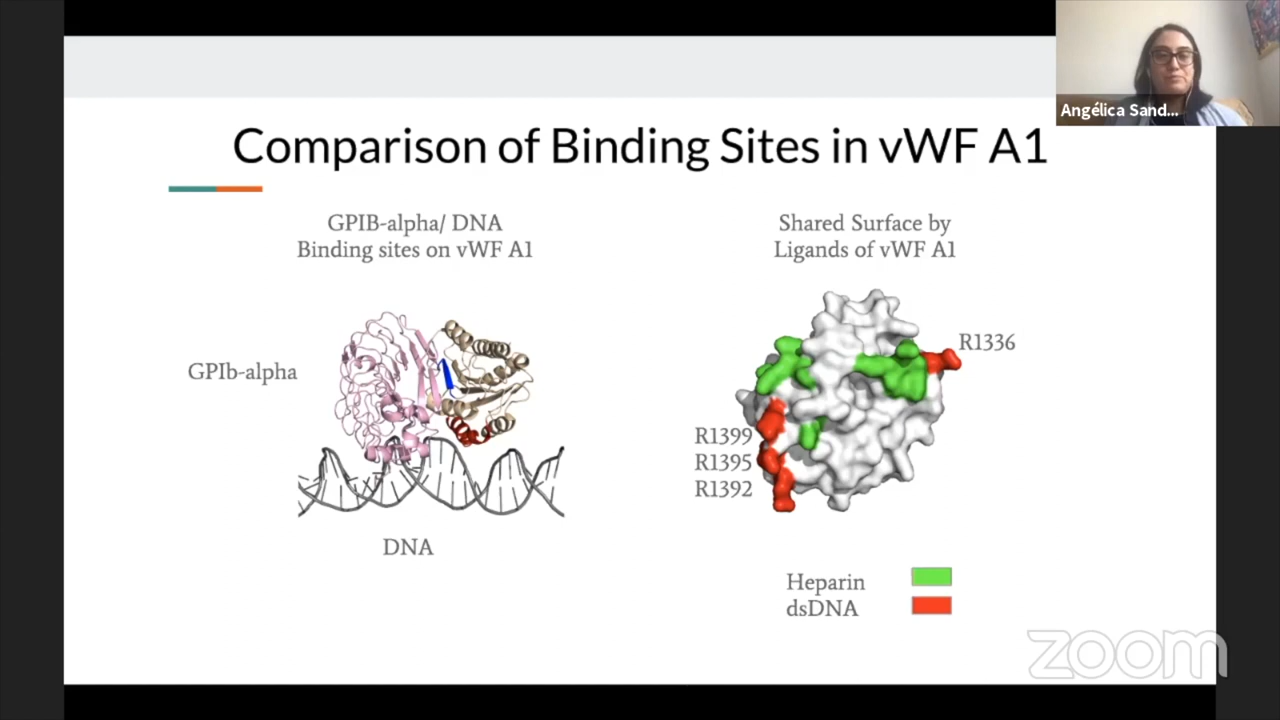 Angélica Sand...
Comparison of Binding Sites in vWF A1
GPIB-alpha/ DNA
Binding sites on vWF A1
GPIb-alpha
DNA
Shared Surface by
Ligands of vWF A1
R1336
R1399
R1395
R1392
Heparin
dsDNA
zoom